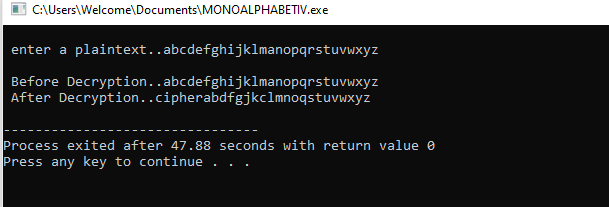 C:\Users\Welcome\Documents\MONOALPHABETIV.exe
enter a plaintext..abcdefghijklmanopqrstuvwxyz
Before Decryption..abcdefghijklmanopqrstuvwxyz
After Decryption..cipherabdfgjkclmnoqstuvwxyz
--------------------------------
Process exited after 47.88 seconds with return value 0
Press any key to continue . . .